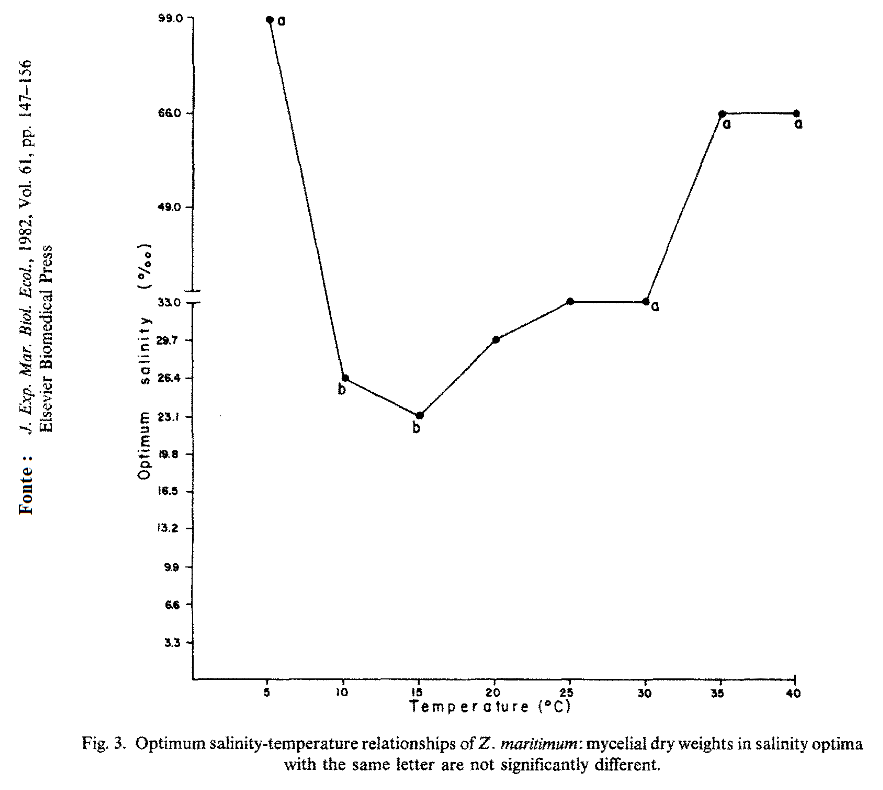 Fonte : J. Exp. Mar. Biol. Ecol., 1982, Vol. 61, pp. 147–156
Elsevier Biomedical Press
Optimum salinity (°/oo)
99.0
66.0
49.0
33.0
29.7
26.4
23.1
19.8
16.5
13.2
9.9
6.6
3.3
a
b
b
a
a
a
5 10 15 20 25 30 35 40
Temperature (°C)
Fig. 3. Optimum salinity-temperature relationships of Z. maritimum: mycelial dry weights in salinity optima
with the same letter are not significantly different.